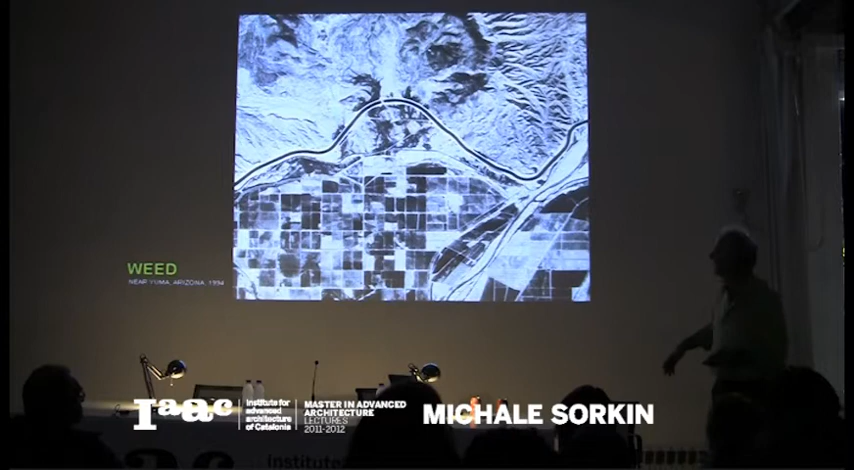 WEED
NEAR YUMA, ARIZONA, 1994
Iaac
Institute for
advanced
architecture
of Catalonia
MASTER IN ADVANCED
ARCHITECTURE
LECTURES
2011-2012
MICHALE SORKIN
Institute